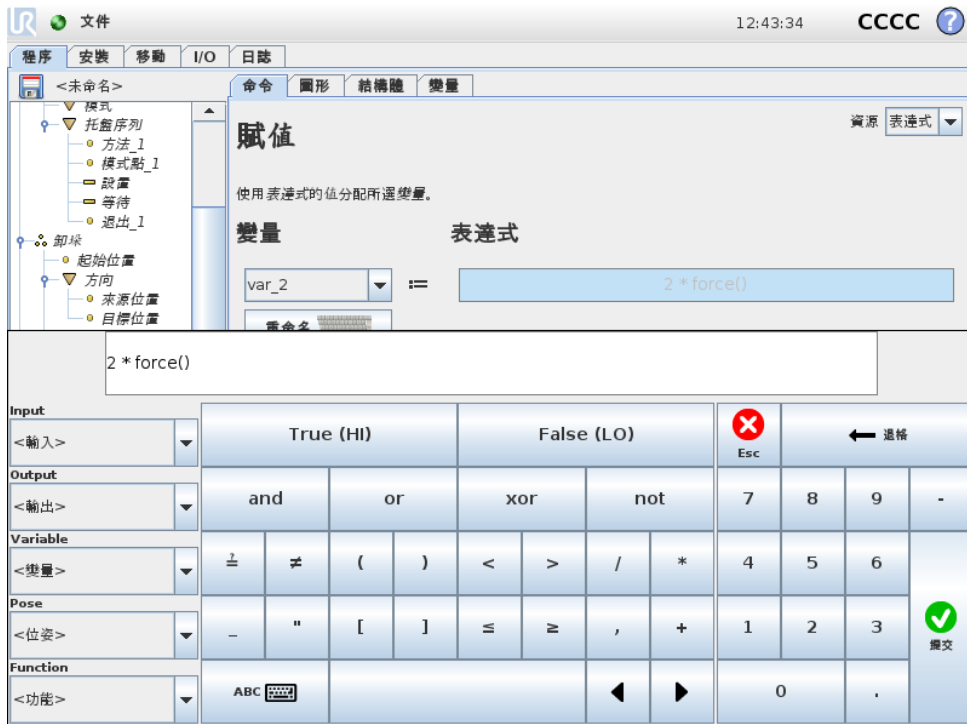 UR 文件 12:43:34 CCCC ?
程序 安裝 移動 I/O 日誌
<未命名> 命令 圖形 結構體 變量
模式
托盤序列
方法_1
模式點_1
設置
等待
退出_1
卸垛
起始位置
方向
來源位置
目標位置
賦值
資源 表達式
使用表達式的值分配所選變量。
變量 表達式
var_2 := 2 * force()
重命名
2 * force()
Input
<輸入>
Output
<輸出>
Variable
<變量>
Pose
<位姿>
Function
<功能>
True (HI) False (LO) Esc 退格
and or xor not 7 8 9 -
≟ ≠ ( ) < > / * 4 5 6
_ " [ ] ≤ ≥ , + 1 2 3 提交
ABC 0 .